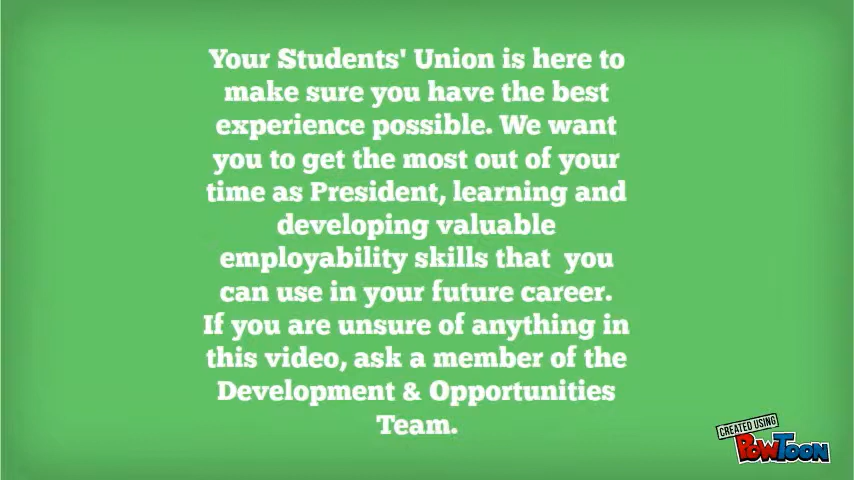 Your Students' Union is here to
make sure you have the best
experience possible. We want
you to get the most out of your
time as President, learning and
developing valuable
employability skills that  you
can use in your future career.
If you are unsure of anything in
this video, ask a member of the
Development & Opportunities
Team.
CREATED USING
POWTOON